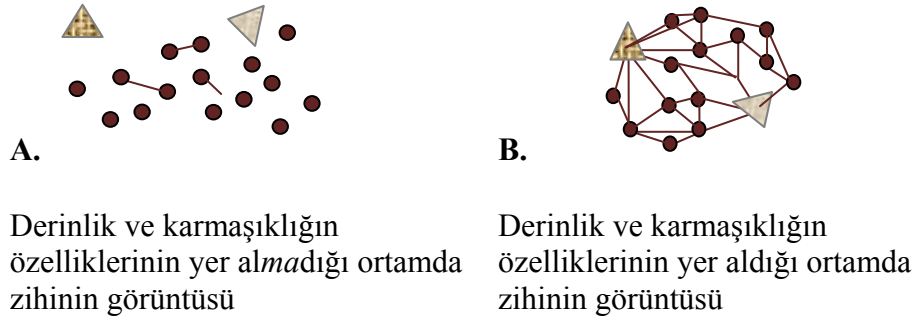 A.
Derinlik ve karmaşıklığın
özelliklerinin yer almadığı ortamda
zihinin görüntüsü
B.
Derinlik ve karmaşıklığın
özelliklerinin yer aldığı ortamda
zihinin görüntüsü